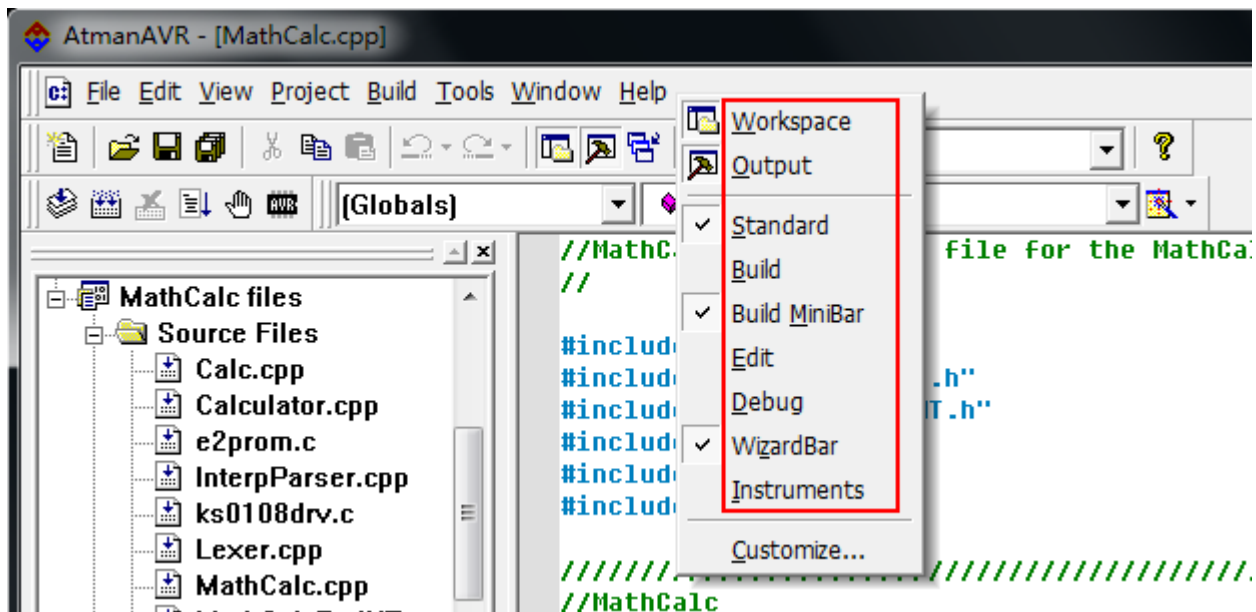 AtmanAVR - [MathCalc.cpp]
File Edit View Project Build Tools Window Help
(Globals)
MathCalc files
Source Files
Calc.cpp
Calculator.cpp
e2prom.c
InterpParser.cpp
ks0108drv.c
Lexer.cpp
MathCalc.cpp
Workspace
Output
Standard
Build
Build MiniBar
Edit
Debug
WizardBar
Instruments
Customize...
//MathC file for the MathCal
//
#includ
#includ .h"
#includ T.h"
#includ
#includ
#includ
//MathCalc